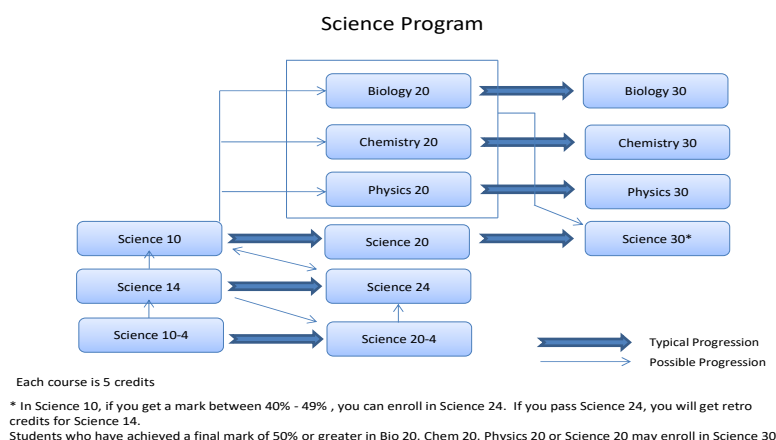 Science Program
Biology 20
Biology 30
Chemistry 20
Chemistry 30
Physics 20
Physics 30
Science 10
Science 20
Science 30*
Science 14
Science 24
Science 10-4
Science 20-4
Typical Progression
Possible Progression
Each course is 5 credits
* In Science 10, if you get a mark between 40% - 49% , you can enroll in Science 24. If you pass Science 24, you will get retro
credits for Science 14.
Students who have achieved a final mark of 50% or greater in Bio 20, Chem 20, Physics 20 or Science 20 may enroll in Science 30